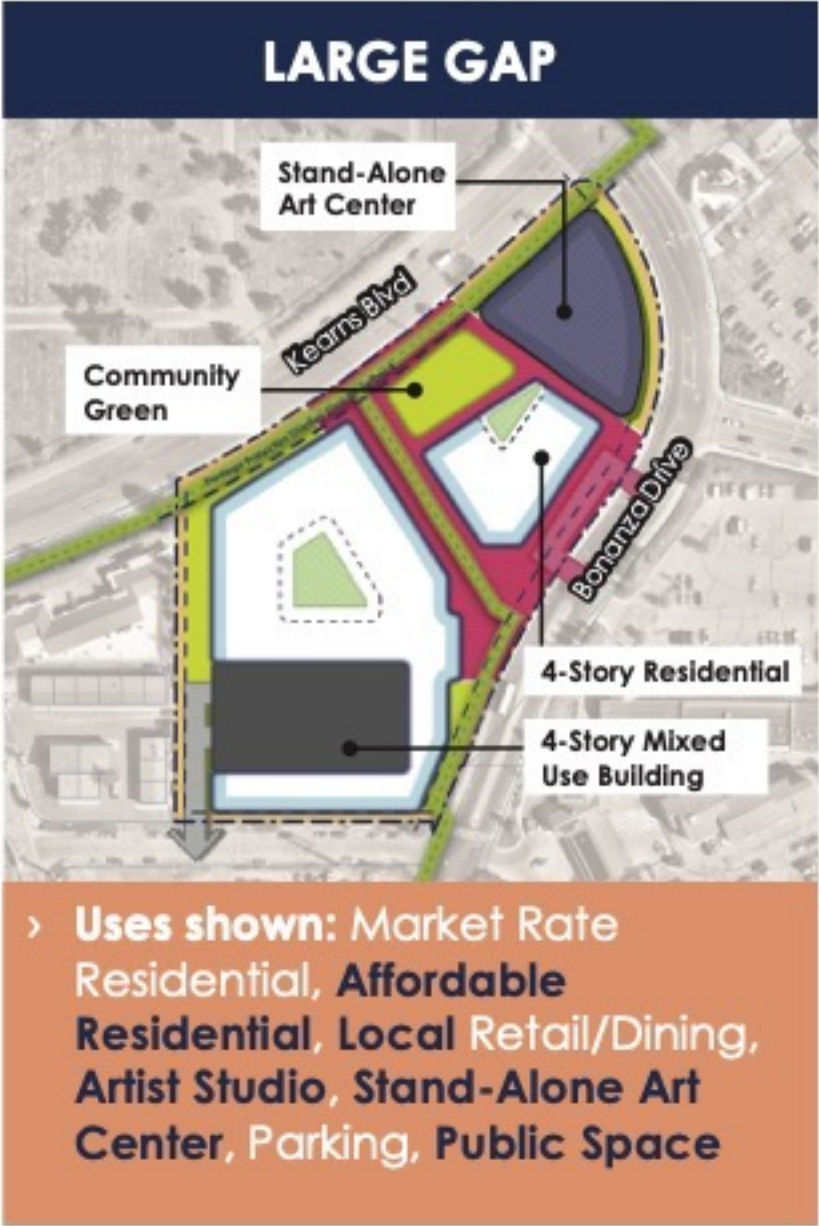 LARGE GAP
Stand-Alone
Art Center
Kearns Blvd
Community
Green
Bonanza Drive
4-Story Residential
4-Story Mixed
Use Building
› Uses shown: Market Rate
Residential, Affordable
Residential, Local Retail/Dining,
Artist Studio, Stand-Alone Art
Center, Parking, Public Space